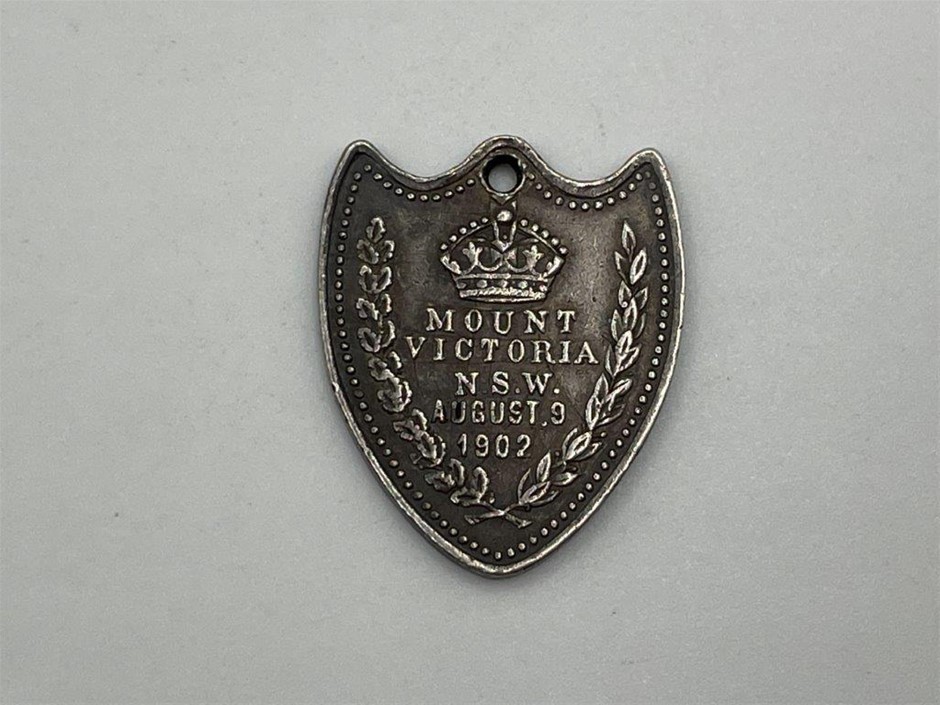 MOUNT
VICTORIA
N.S.W.
AUGUST.9
1902